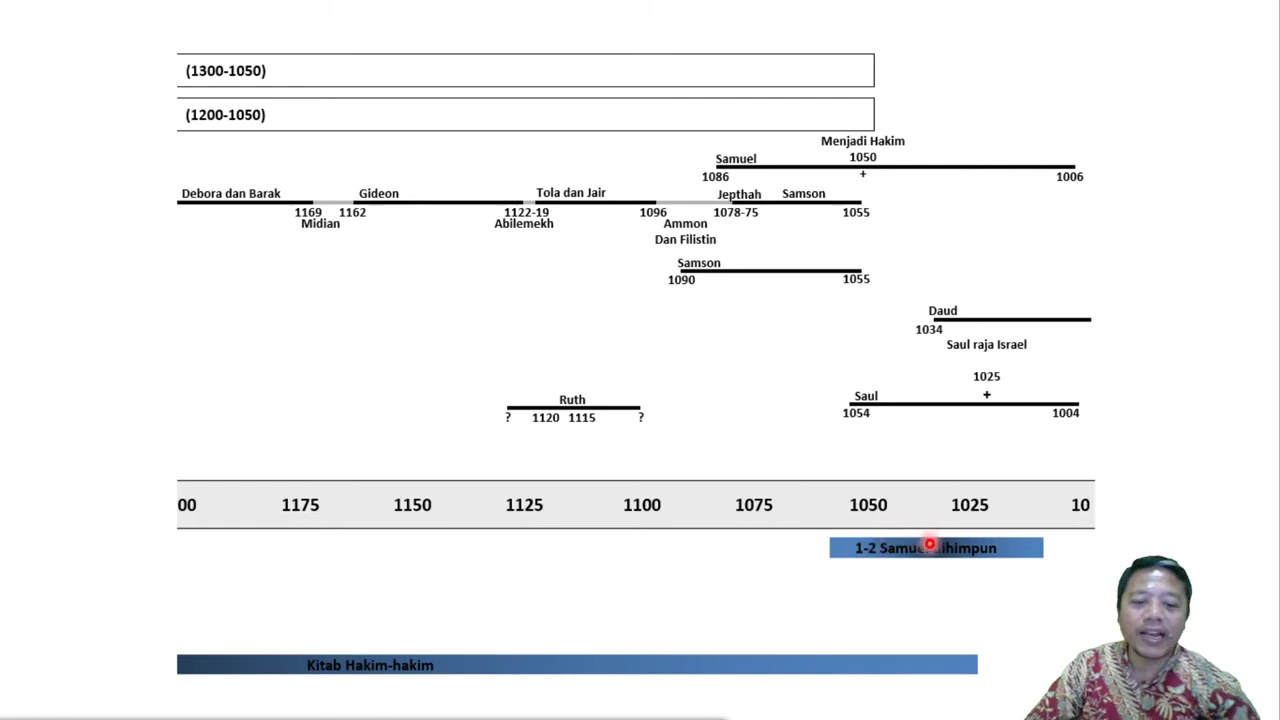 (1300-1050)
(1200-1050)
Menjadi Hakim
Samuel 1050
1086 + 1006
Debora dan Barak Gideon Tola dan Jair Jepthah Samson
1169 1162 1122-19 1096 1078-75 1055
Midian Abilemekh Ammon
Dan Filistin
Samson
1090 1055
Daud
1034
Saul raja Israel
1025
Ruth Saul +
? 1120 1115 ? 1054 1004
00 1175 1150 1125 1100 1075 1050 1025 10
1-2
Kitab Hakim-hakim